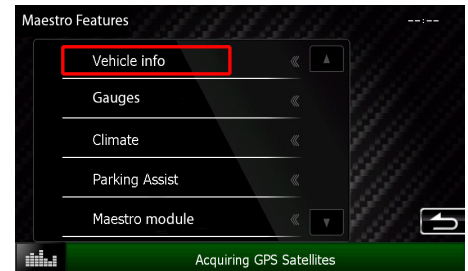 Maestro Features
--:--
Vehicle info
Gauges
Climate
Parking Assist
Maestro module
Acquiring GPS Satellites